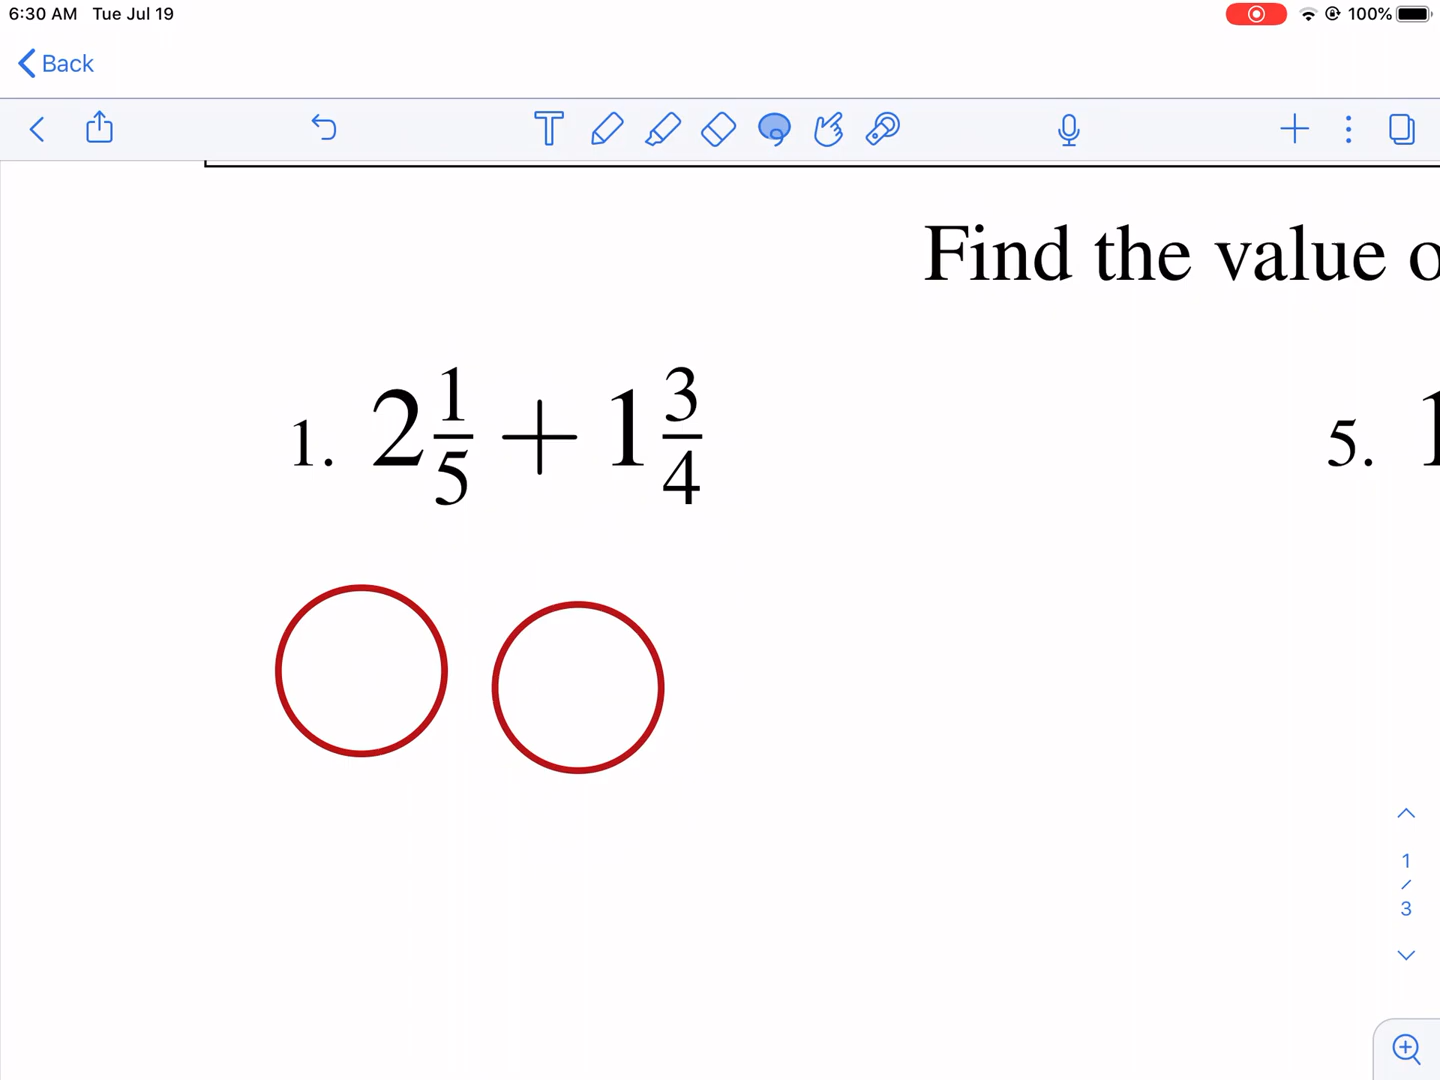 6:30 AM Tue Jul 19 100%
Back
Find the value o
1. 2 1/5 + 1 3/4
5. 1
1
/
3